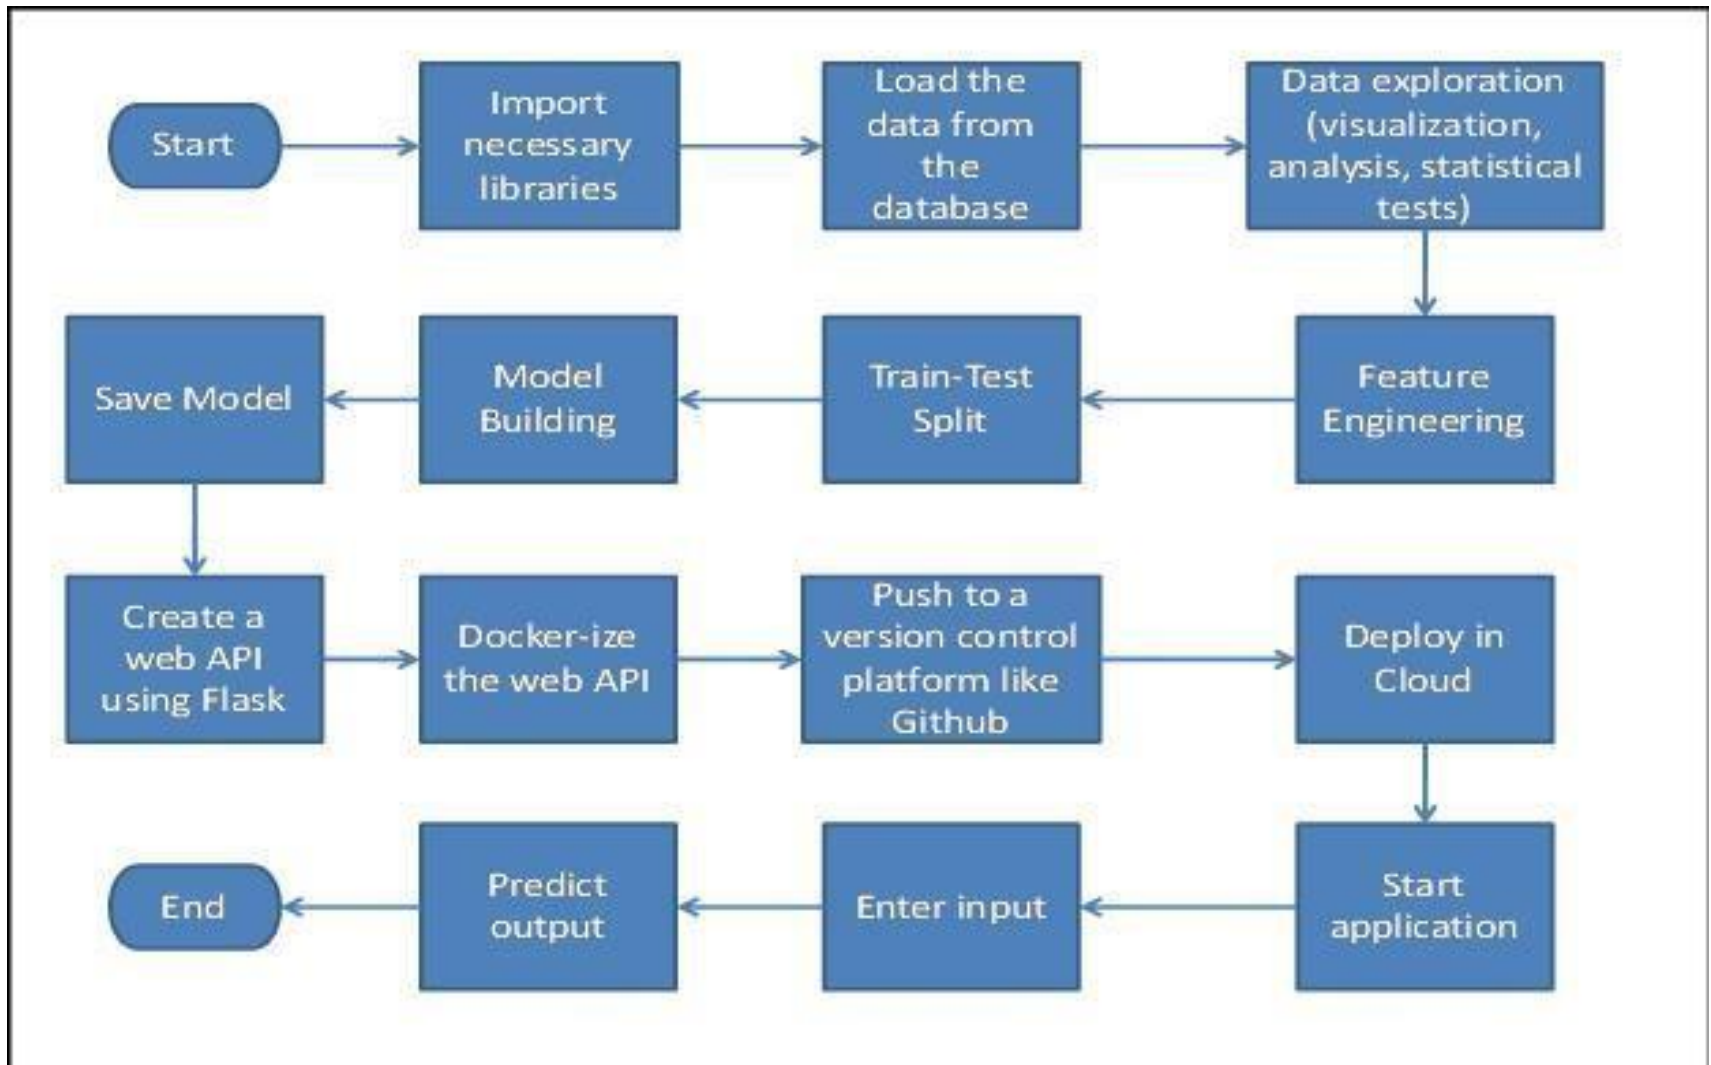 Start
Import
necessary
libraries
Load the
data from
the
database
Data exploration
(visualization,
analysis, statistical
tests)
Feature
Engineering
Train-Test
Split
Model
Building
Save Model
Create a
web API
using Flask
Docker-ize
the web API
Push to a
version control
platform like
Github
Deploy in
Cloud
Start
application
Enter input
Predict
output
End